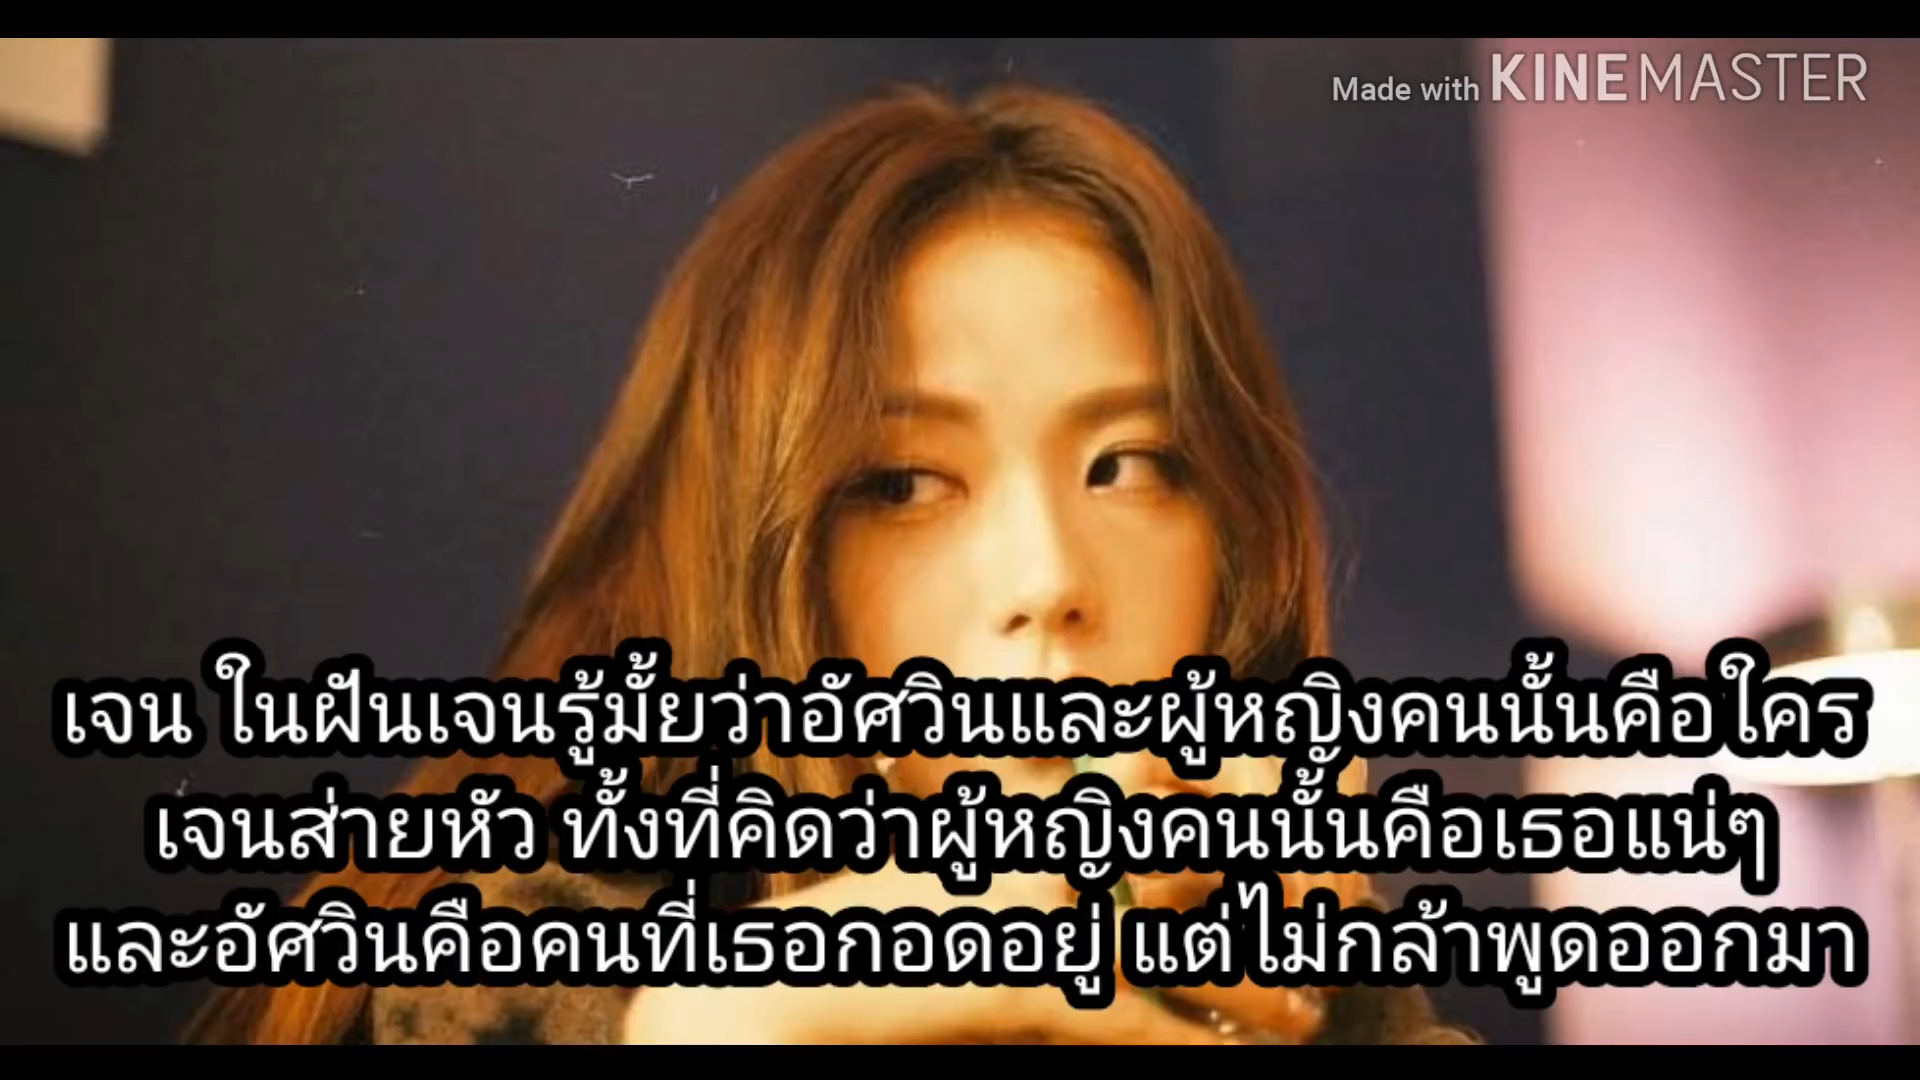 Made with KINEMASTER
เจน ในฝันเจนรู้มั้ยว่าอัศวินและผู้หญิงคนนั้นคือใคร
เจนส่ายหัว ทั้งที่คิดว่าผู้หญิงคนนั้นคือเธอแน่ๆ
และอัศวินคือคนที่เธอกอดอยู่ แต่ไม่กล้าพูดออกมา